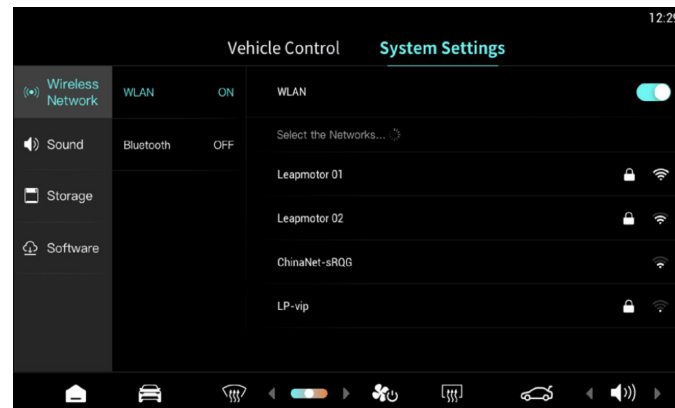 12:29
Vehicle Control System Settings
Wireless
Network
WLAN ON
WLAN
Sound
Bluetooth OFF
Select the Networks...
Leapmotor 01
Storage
Leapmotor 02
Software
ChinaNet-sRQG
LP-vip